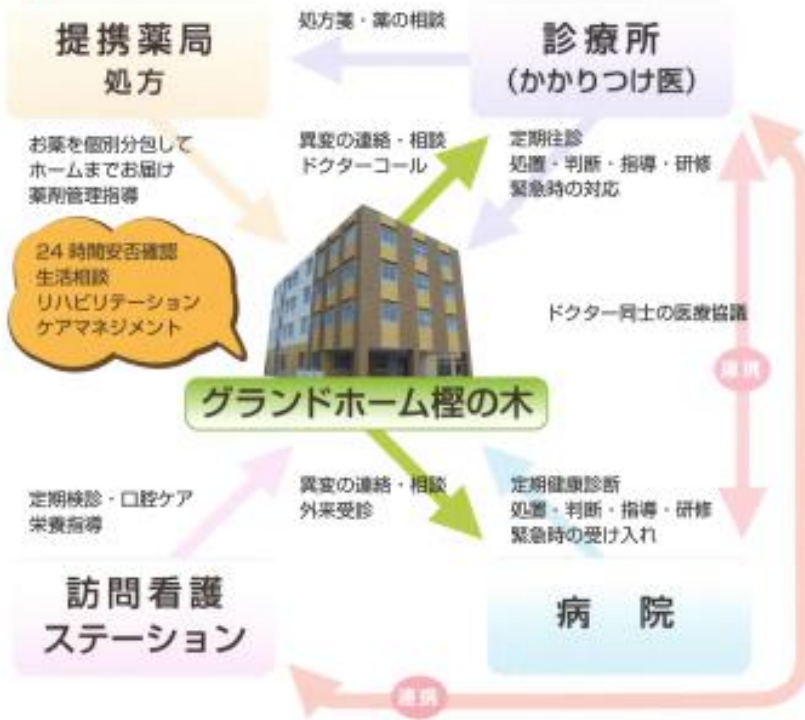 提携薬局
処方
処方箋・薬の相談
診療所
(かかりつけ医)
お薬を個別分包して
ホームまでお届け
薬剤管理指導
異変の連絡・相談
ドクターコール
定期往診
処置・判断・指導・研修
緊急時の対応
24時間安否確認
生活相談
リハビリテーション
ケアマネジメント
ドクター同士の医療協議
連携
グランドホーム樫の木
定期検診・口腔ケア
栄養指導
異変の連絡・相談
外来受診
定期健康診断
処置・判断・指導・研修
緊急時の受け入れ
訪問看護
ステーション
病 院
連携